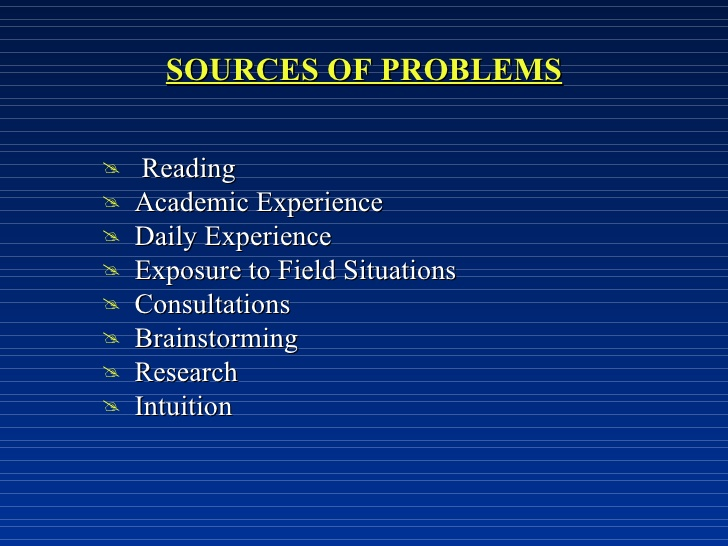 SOURCES OF PROBLEMS
Reading
Academic Experience
Daily Experience
Exposure to Field Situations
Consultations
Brainstorming
Research
Intuition